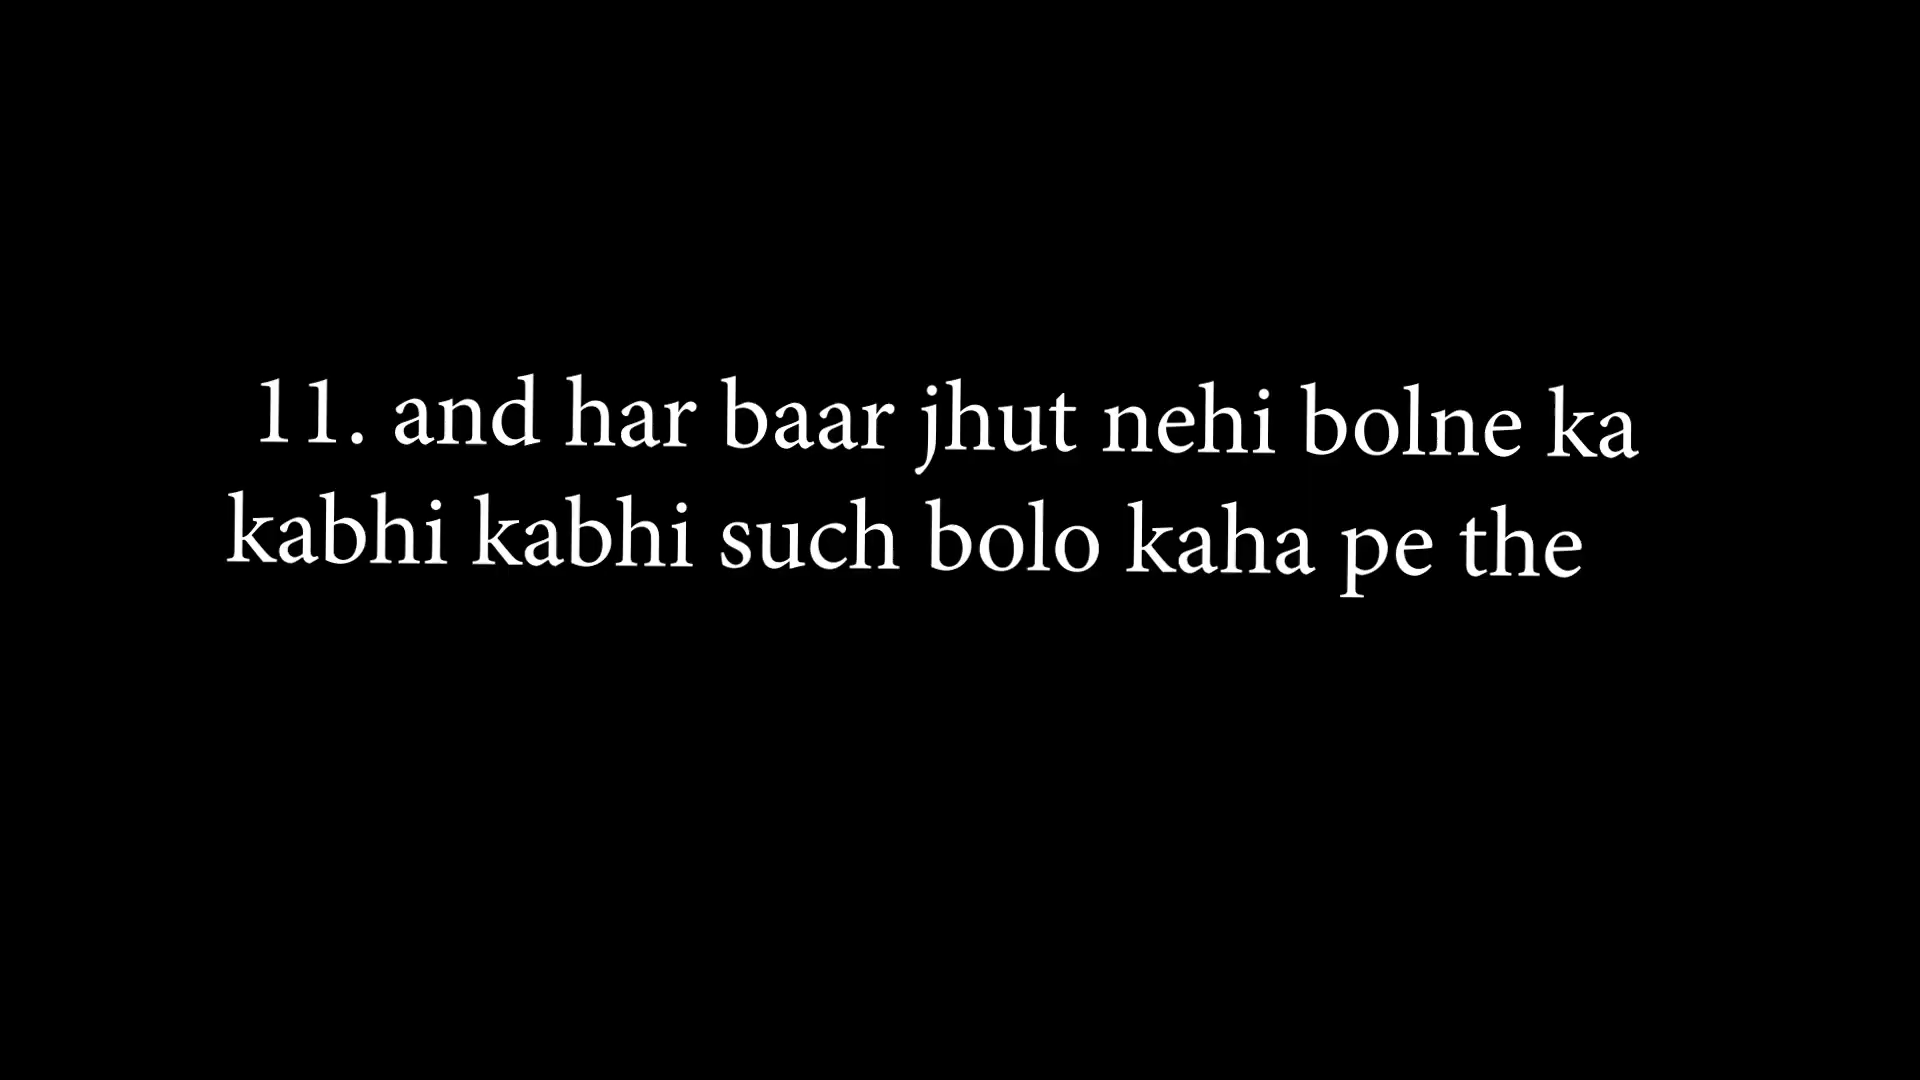 11. and har baar jhut nehi bolne ka
kabhi kabhi such bolo kaha pe the